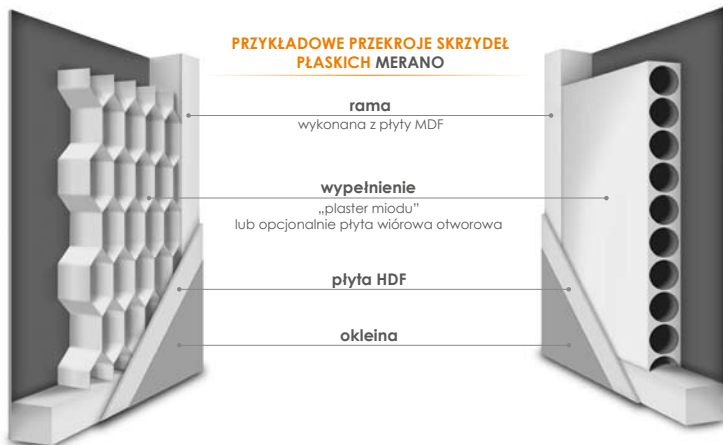 PRZYKŁADOWE PRZEKROJE SKRZYDEŁ
PŁASKICH MERANO
rama
wykonana z płyty MDF
wypełnienie
„plaster miodu”
lub opcjonalnie płyta wiórowa otworowa
płyta HDF
okleina